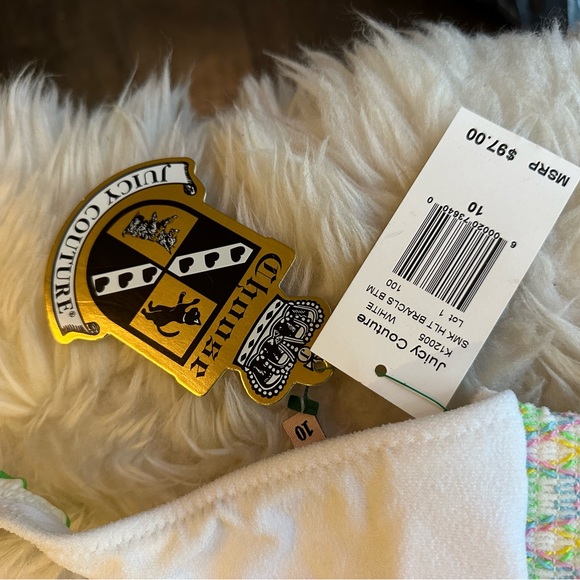 JUICY COUTURE®
Choose
10
Juicy Couture
K12005
SMK HLT BRA/CLS BTM
WHITE
100
Lot 1
10
MSRP $97.00